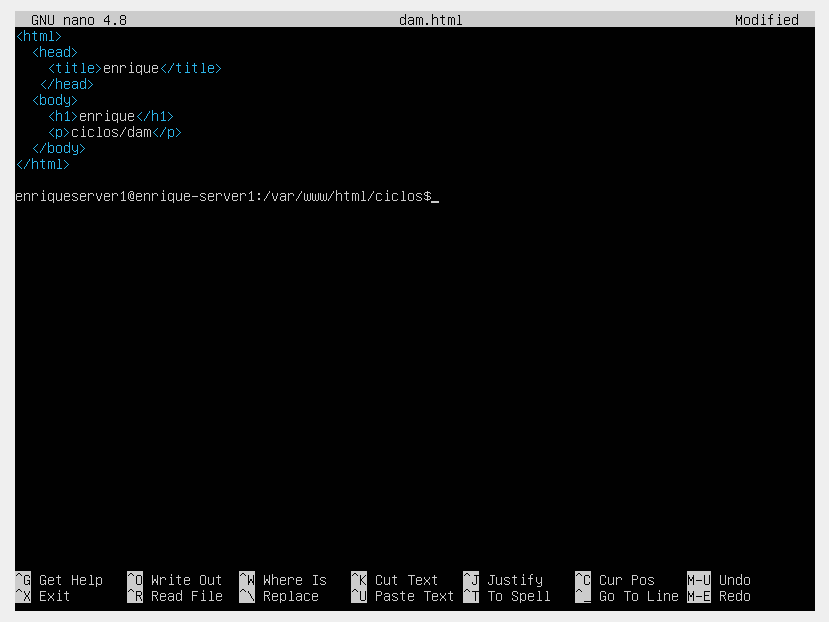 GNU nano 4.8 dam.html Modified
<html>
  <head>
    <title>enrique</title>
   </head>
  <body>
    <h1>enrique</h1>
    <p>ciclos/dam</p>
  </body>
</html>
enriqueserver1@enrique-server1:/var/www/html/ciclos$_
^G Get Help ^O Write Out ^W Where Is ^K Cut Text ^J Justify ^C Cur Pos M-U Undo
^X Exit ^R Read File ^\ Replace ^U Paste Text ^T To Spell ^_ Go To Line M-E Redo